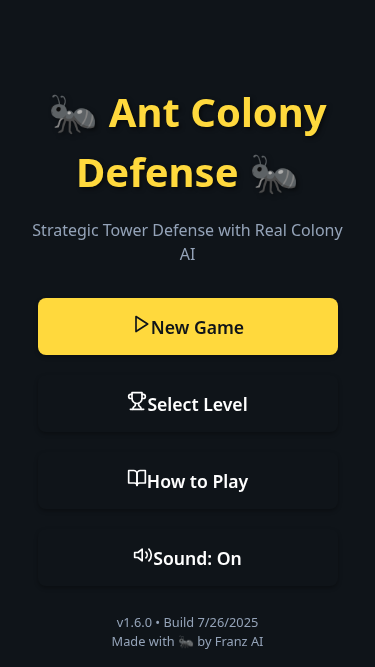 🐜 Ant Colony
Defense 🐜
Strategic Tower Defense with Real Colony
AI
New Game
Select Level
How to Play
Sound: On
v1.6.0 • Build 7/26/2025
Made with 🐜 by Franz AI